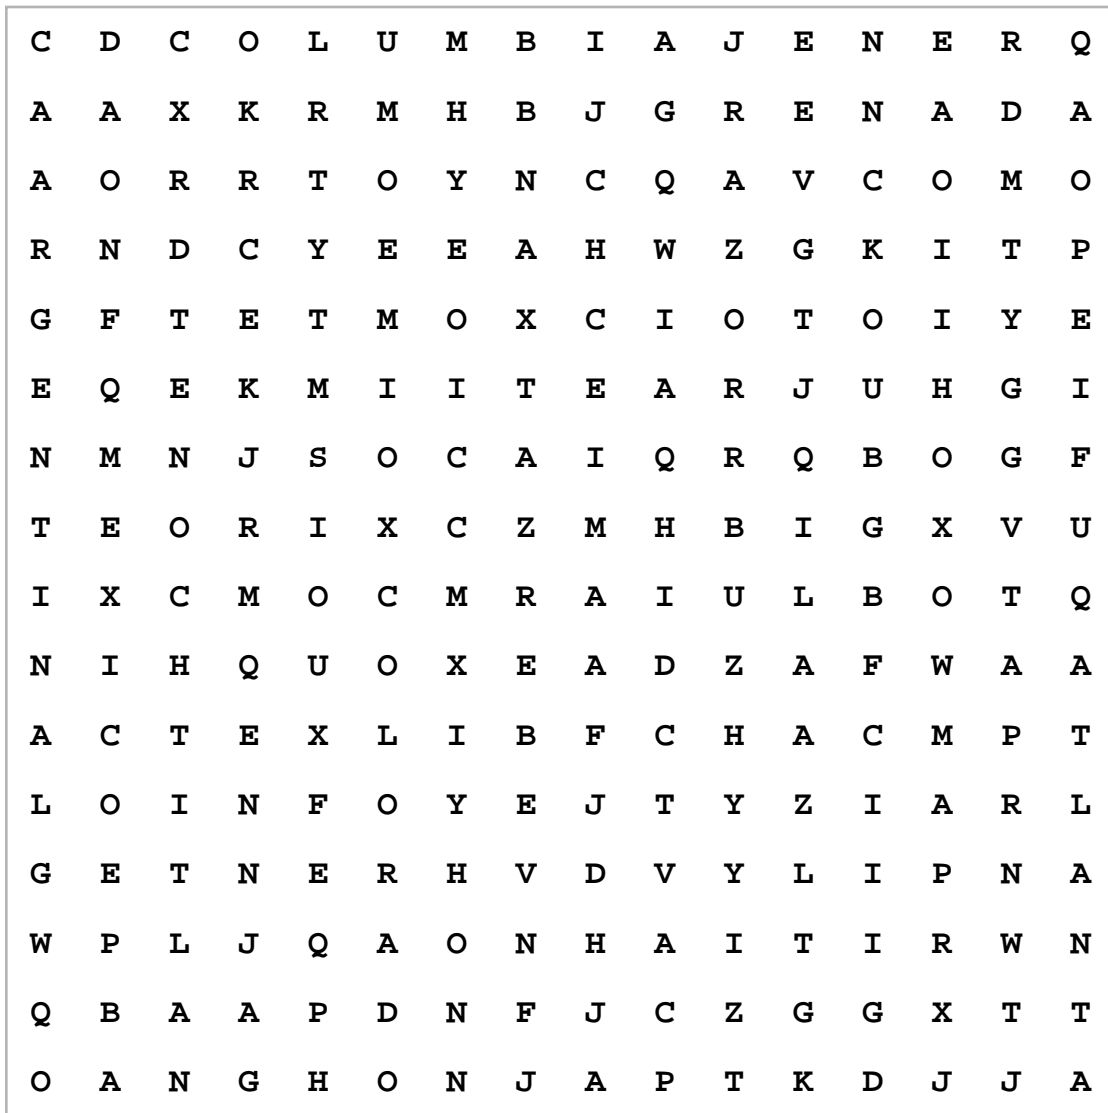 C D C O L U M B I A J E N E R Q
A A X K R M H B J G R E N A D A
A O R R T O Y N C Q A V C O M O
R N D C Y E E A H W Z G K I T P
G F T E T M O X C I O T O I Y E
E Q E K M I I T E A R J U H G I
N M N J S O C A I Q R Q B O G F
T E O R I X C Z M H B I G X V U
I X C M O C M R A I U L B O T Q
N I H Q U O X E A D Z A F W A A
A C T E X L I B F C H A C M P T
L O I N F O Y E J T Y Z I A R L
G E T N E R H V D V Y L I P N A
W P L J Q A O N H A I T I R W N
Q B A A P D N F J C Z G G X T T
O A N G H O N J A P T K D J J A